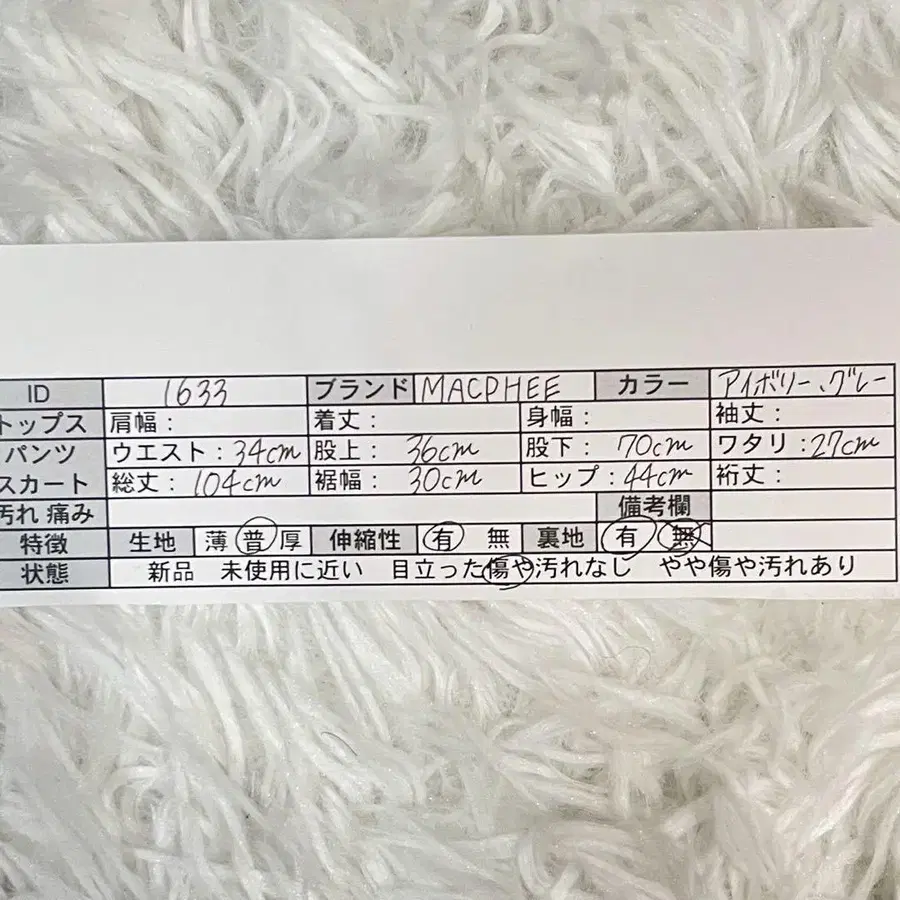 ID 1633 ブランド MACPHEE カラー アイボリー、グレー
トップス 肩幅： 着丈： 身幅： 袖丈：
パンツ ウエスト：34cm 股上：36cm 股下：70cm ワタリ：27cm
スカート 総丈：104cm 裾幅：30cm ヒップ：44cm 裄丈：
汚れ 痛み 備考欄
特徴 生地 薄 普 厚 伸縮性 有 無 裏地 有 無
状態 新品 未使用に近い 目立った傷や汚れなし やや傷や汚れあり